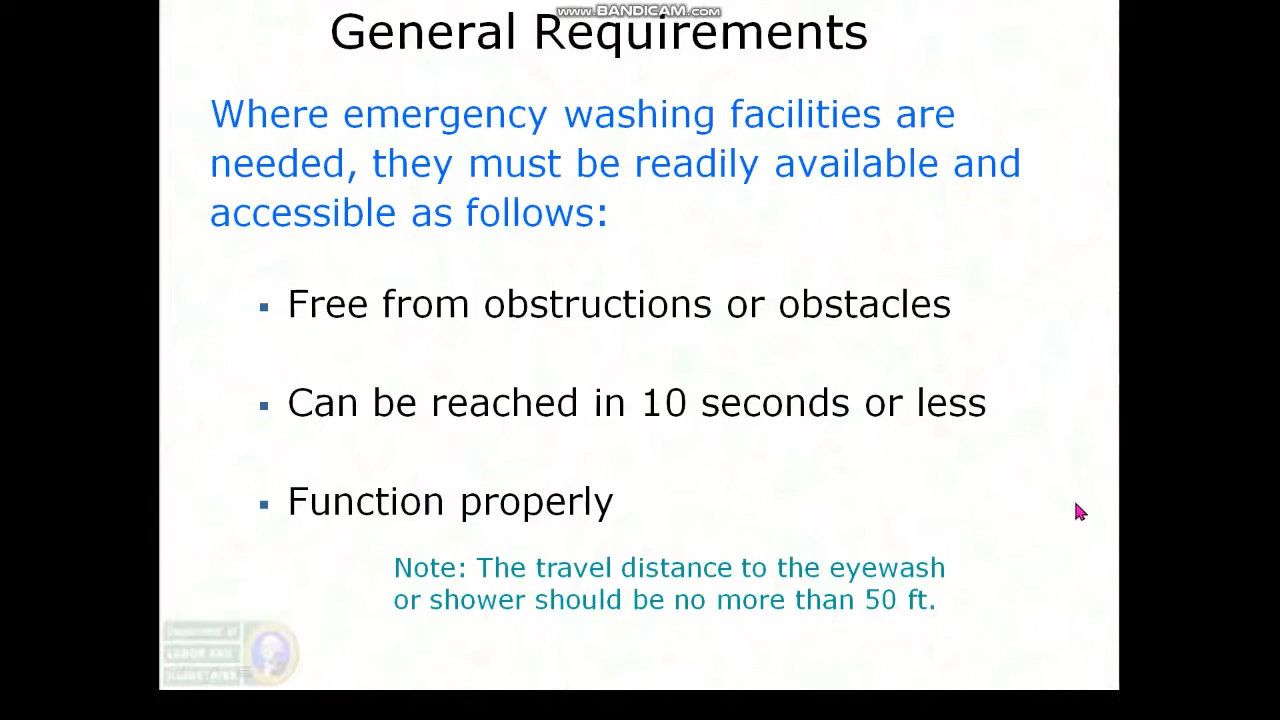 www.BANDICAM.com
General Requirements
Where emergency washing facilities are
needed, they must be readily available and
accessible as follows:
▪ Free from obstructions or obstacles
▪ Can be reached in 10 seconds or less
▪ Function properly
Note: The travel distance to the eyewash
or shower should be no more than 50 ft.
LABOR AND